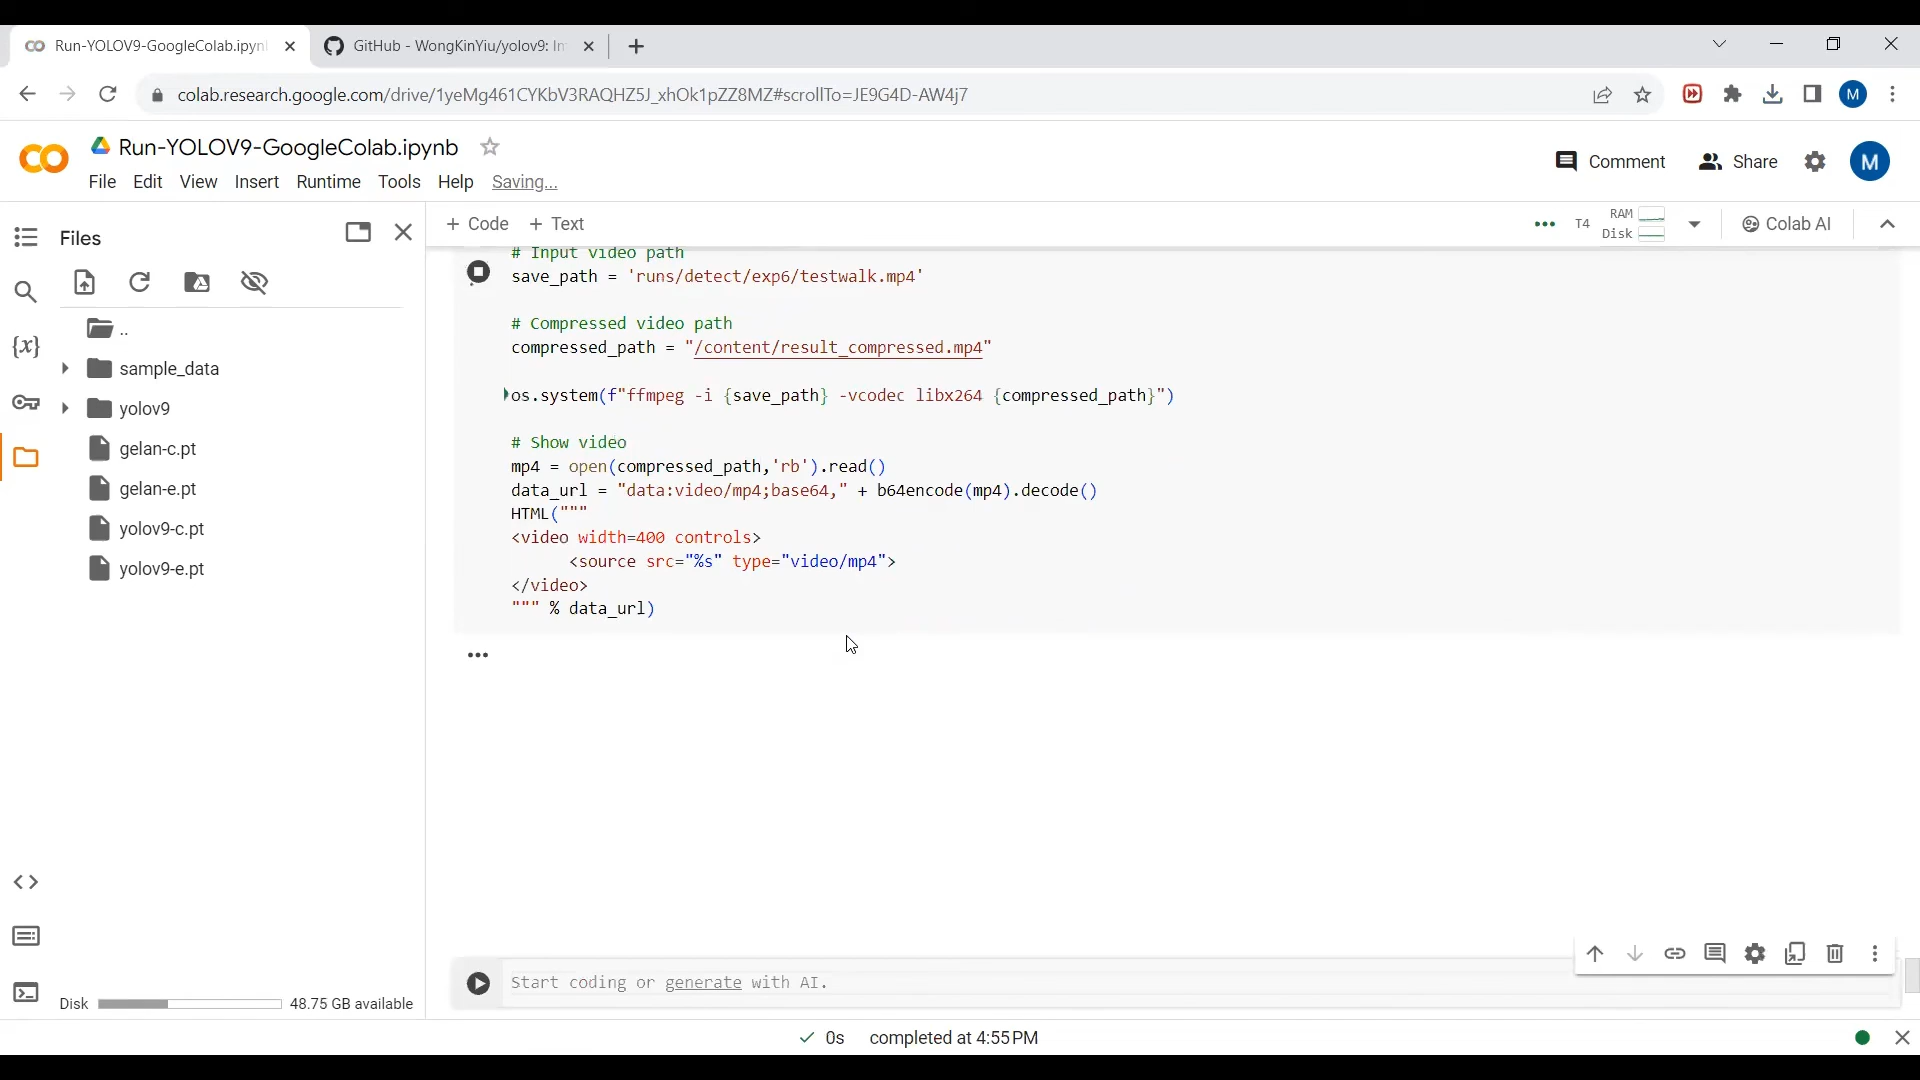 Run-YOLOV9-GoogleColab.ipyn
GitHub - WongKinYiu/yolov9: Im
colab.research.google.com/drive/1yeMg461CYKbV3RAQHZ5J_xhOk1pZZ8MZ#scrollTo=JE9G4D-AW4j7
M
Run-YOLOV9-GoogleColab.ipynb
File Edit View Insert Runtime Tools Help Saving...
Comment
Share
M
Files
+ Code + Text
T4
RAM
Disk
Colab AI
..
sample_data
yolov9
gelan-c.pt
gelan-e.pt
yolov9-c.pt
yolov9-e.pt
{x}
# Input video path
save_path = 'runs/detect/exp6/testwalk.mp4'
# Compressed video path
compressed_path = "/content/result_compressed.mp4"
os.system(f"ffmpeg -i {save_path} -vcodec libx264 {compressed_path}")
# Show video
mp4 = open(compressed_path,'rb').read()
data_url = "data:video/mp4;base64," + b64encode(mp4).decode()
HTML("""
<video width=400 controls>
<source src="%s" type="video/mp4">
</video>
""" % data_url)
Start coding or generate with AI.
Disk 48.75 GB available
0s completed at 4:55 PM